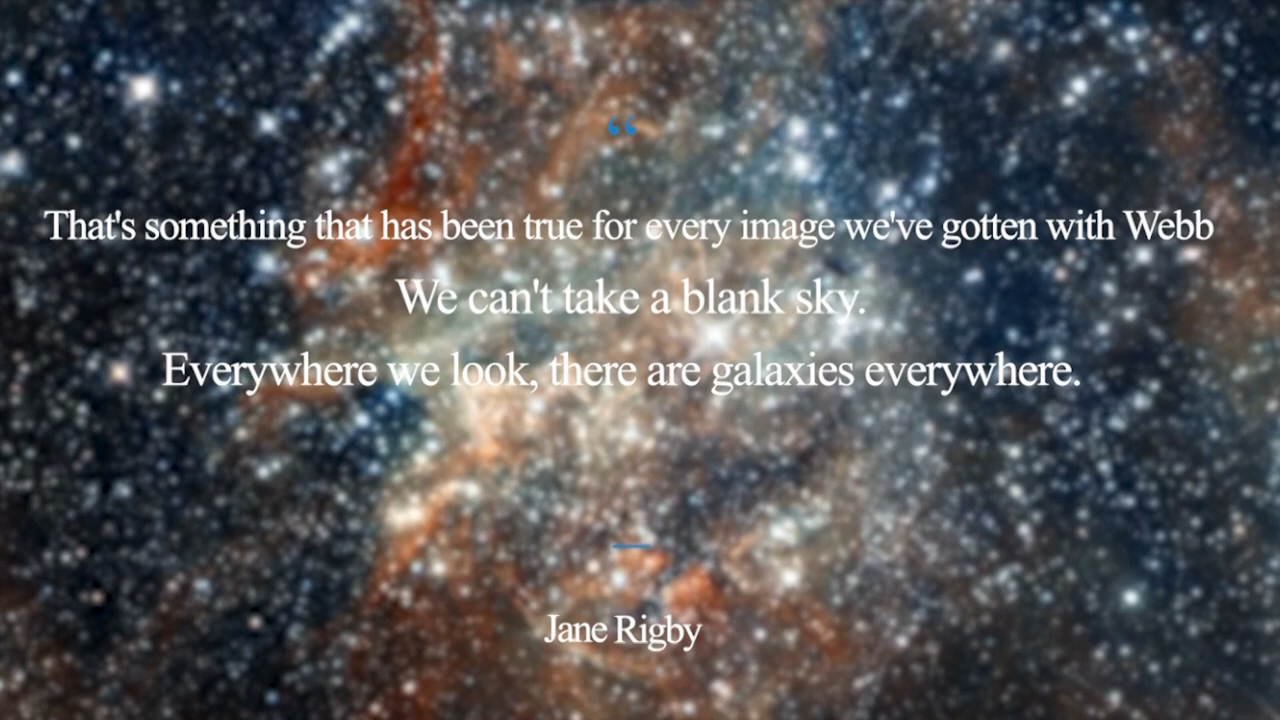 “
That's something that has been true for every image we've gotten with Webb
We can't take a blank sky.
Everywhere we look, there are galaxies everywhere.
Jane Rigby